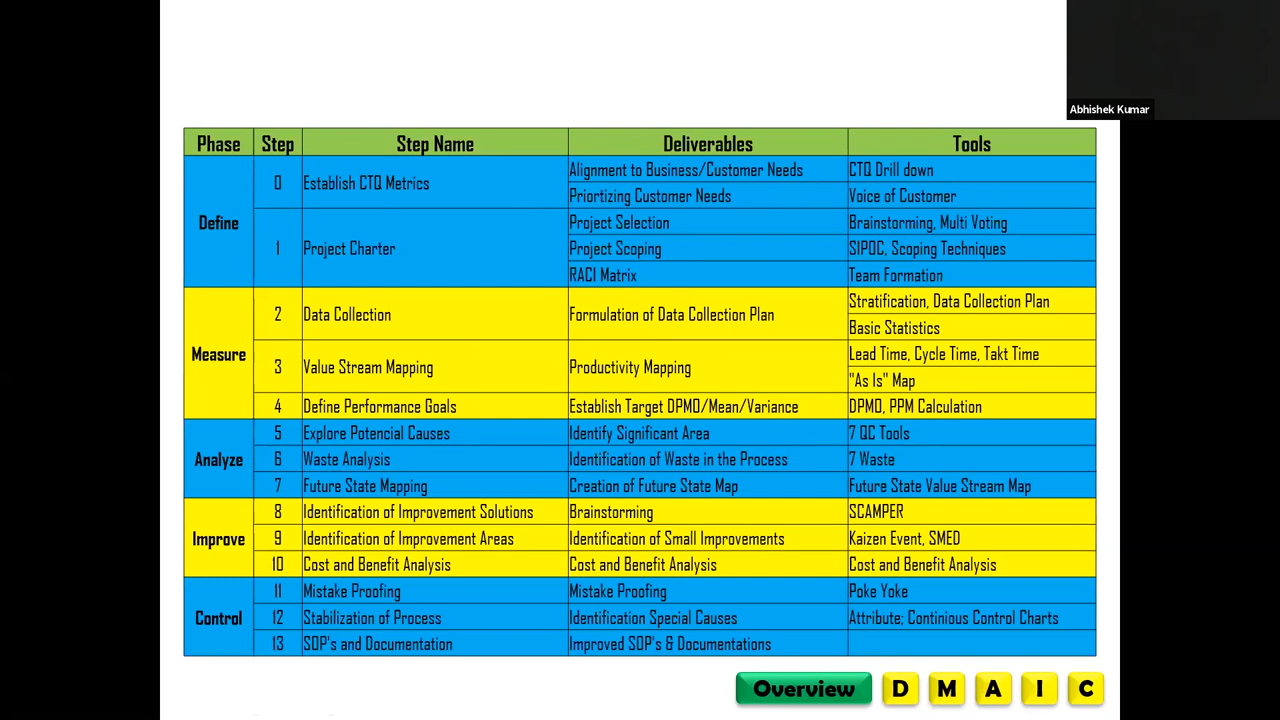 Abhishek Kumar
Phase Step Step Name Deliverables Tools
Define 0 Establish CTQ Metrics Alignment to Business/Customer Needs CTQ Drill down
Priortizing Customer Needs Voice of Customer
1 Project Charter Project Selection Brainstorming, Multi Voting
Project Scoping SIPOC, Scoping Techniques
RACI Matrix Team Formation
Measure 2 Data Collection Formulation of Data Collection Plan Stratification, Data Collection Plan
Basic Statistics
3 Value Stream Mapping Productivity Mapping Lead Time, Cycle Time, Takt Time
"As Is" Map
4 Define Performance Goals Establish Target DPMO/Mean/Variance DPMO, PPM Calculation
Analyze 5 Explore Potencial Causes Identify Significant Area 7 QC Tools
6 Waste Analysis Identification of Waste in the Process 7 Waste
7 Future State Mapping Creation of Future State Map Future State Value Stream Map
Improve 8 Identification of Improvement Solutions Brainstorming SCAMPER
9 Identification of Improvement Areas Identification of Small Improvements Kaizen Event, SMED
10 Cost and Benefit Analysis Cost and Benefit Analysis Cost and Benefit Analysis
Control 11 Mistake Proofing Mistake Proofing Poke Yoke
12 Stabilization of Process Identification Special Causes Attribute; Continious Control Charts
13 SOP's and Documentation Improved SOP's & Documentations
Overview D M A I C